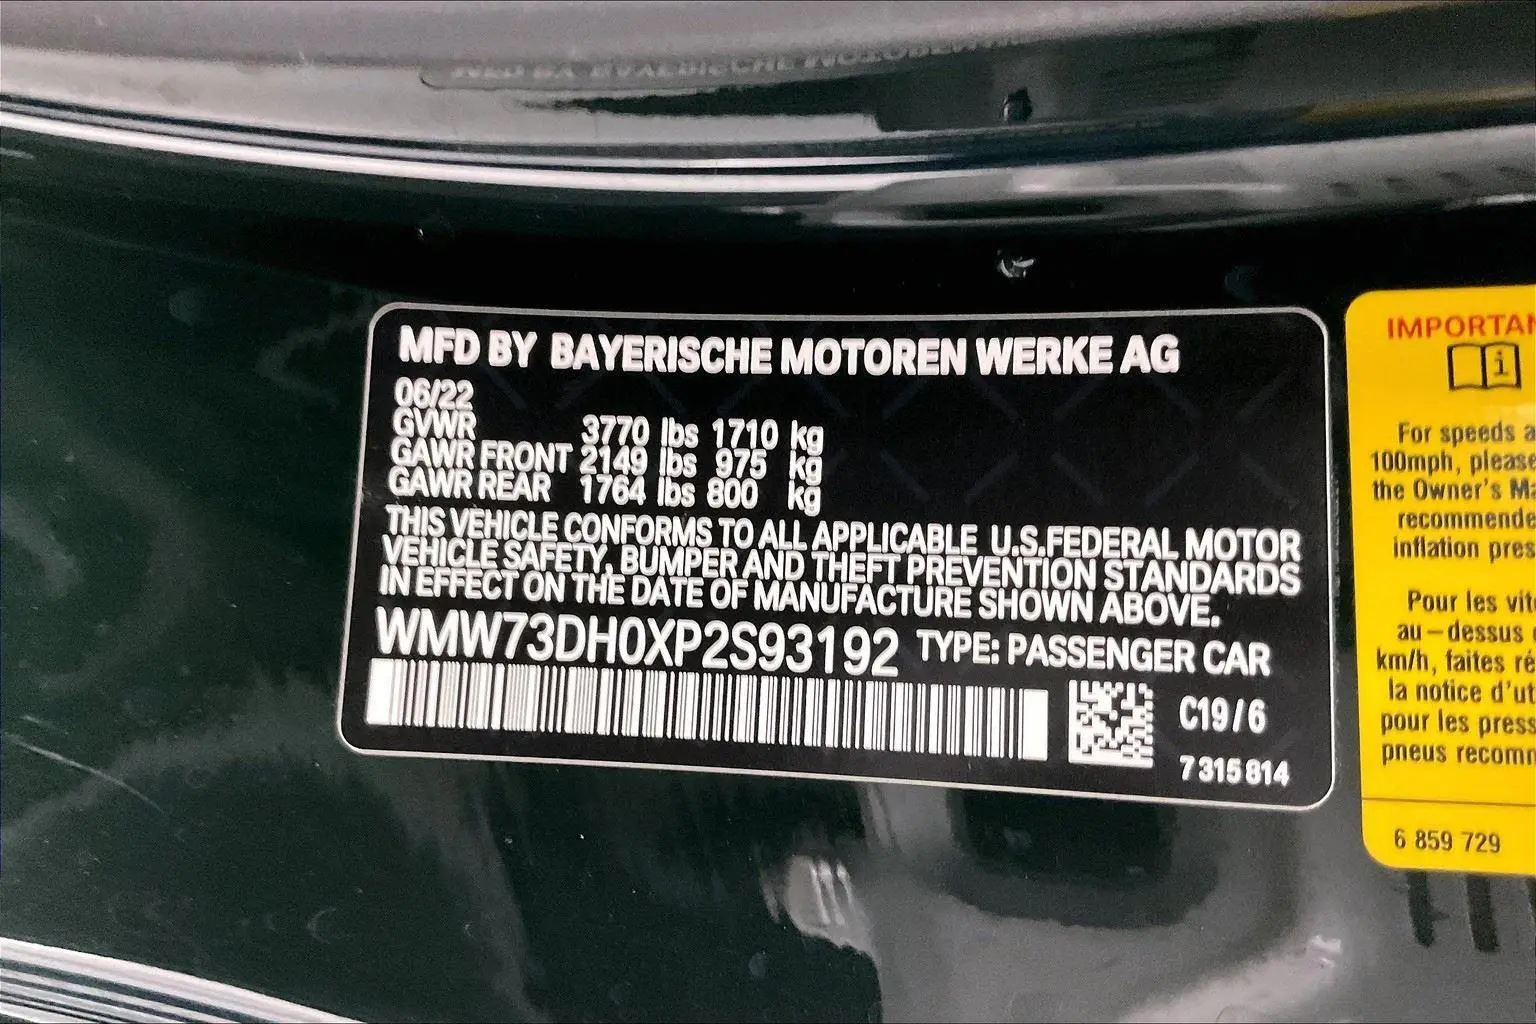 MFD BY BAYERISCHE MOTOREN WERKE AG
06/22
GVWR 3770 lbs 1710 kg
GAWR FRONT 2149 lbs 975 kg
GAWR REAR 1764 lbs 800 kg
THIS VEHICLE CONFORMS TO ALL APPLICABLE U.S.FEDERAL MOTOR
VEHICLE SAFETY, BUMPER AND THEFT PREVENTION STANDARDS
IN EFFECT ON THE DATE OF MANUFACTURE SHOWN ABOVE.
WMW73DH0XP2S93192 TYPE: PASSENGER CAR
C19/6
7315814
IMPORTAN
i
For speeds a
100mph, please
the Owner's Ma
recommende
inflation pres
Pour les vit
au-dessus
km/h, faites ré
la notice d'ut
pour les press
pneus recomm
6 859 729